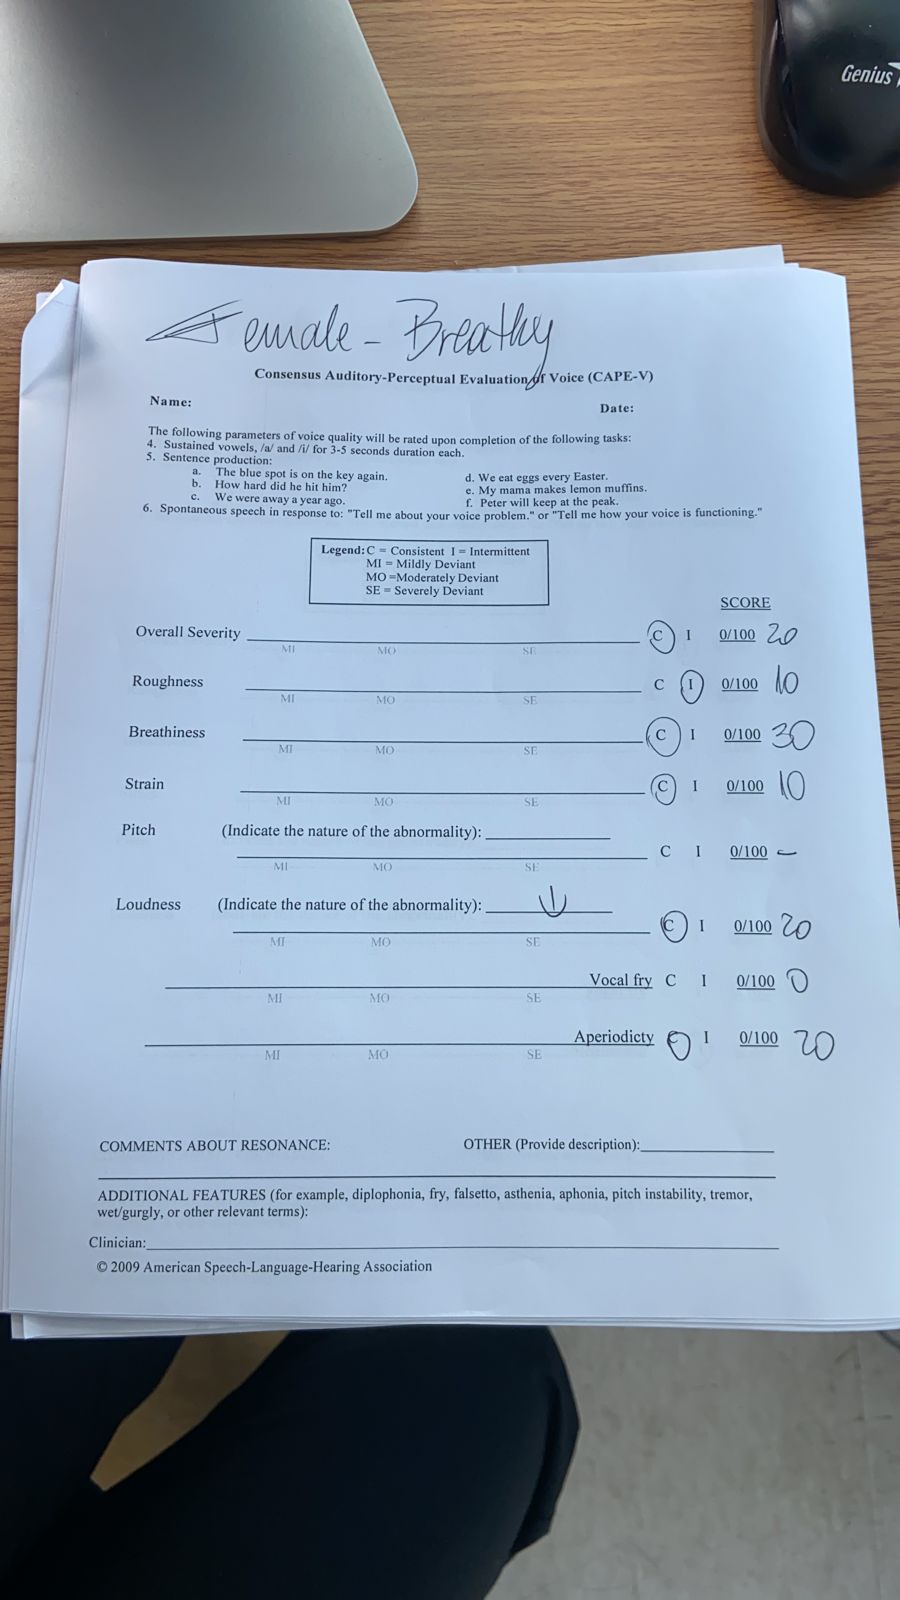 Genius
Female - Breathy
Consensus Auditory-Perceptual Evaluation of Voice (CAPE-V)
Name: Date:
The following parameters of voice quality will be rated upon completion of the following tasks:
4. Sustained vowels, /a/ and /i/ for 3-5 seconds duration each.
5. Sentence production:
a. The blue spot is on the key again. d. We eat eggs every Easter.
b. How hard did he hit him? e. My mama makes lemon muffins.
c. We were away a year ago. f. Peter will keep at the peak.
6. Spontaneous speech in response to: "Tell me about your voice problem." or "Tell me how your voice is functioning."
Legend: C = Consistent I = Intermittent
MI = Mildly Deviant
MO =Moderately Deviant
SE = Severely Deviant
SCORE
Overall Severity C I 0/100 20
MI MO SE
Roughness C I 0/100 10
MI MO SE
Breathiness C I 0/100 30
MI MO SE
Strain C I 0/100 10
MI MO SE
Pitch (Indicate the nature of the abnormality):
C I 0/100 -
MI MO SE
Loudness (Indicate the nature of the abnormality): ↓
C I 0/100 20
MI MO SE
Vocal fry C I 0/100 0
MI MO SE
Aperiodicty C I 0/100 20
MI MO SE
COMMENTS ABOUT RESONANCE: OTHER (Provide description):
ADDITIONAL FEATURES (for example, diplophonia, fry, falsetto, asthenia, aphonia, pitch instability, tremor,
wet/gurgly, or other relevant terms):
Clinician:
© 2009 American Speech-Language-Hearing Association